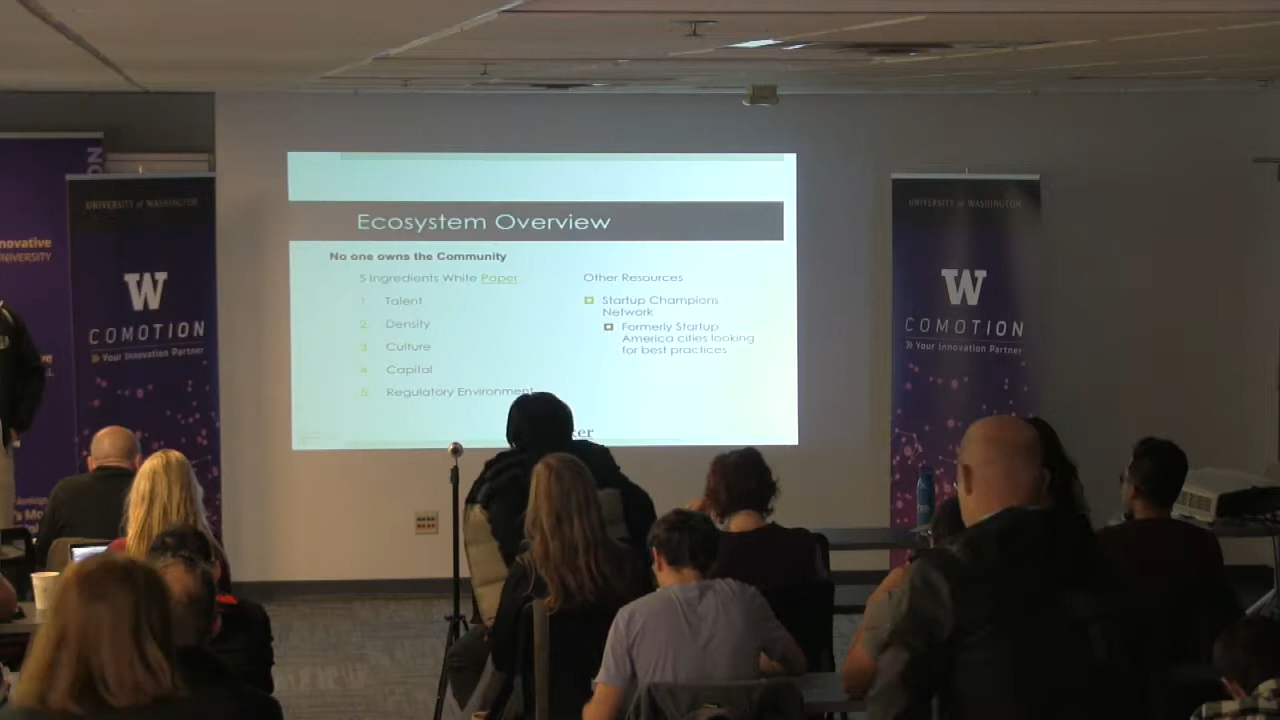 Ecosystem Overview
No one owns the Community
5 Ingredients White Paper
1. Talent
2. Density
3. Culture
4. Capital
5. Regulatory Environment
Other Resources
Startup Champions
Network
Formerly Startup
America cities looking
for best practices
ON
novative
UNIVERSITY
UNIVERSITY of WASHINGTON
W
COMOTION
» Your Innovation Partner
UNIVERSITY of WASHINGTON
W
COMOTION
» Your Innovation Partner